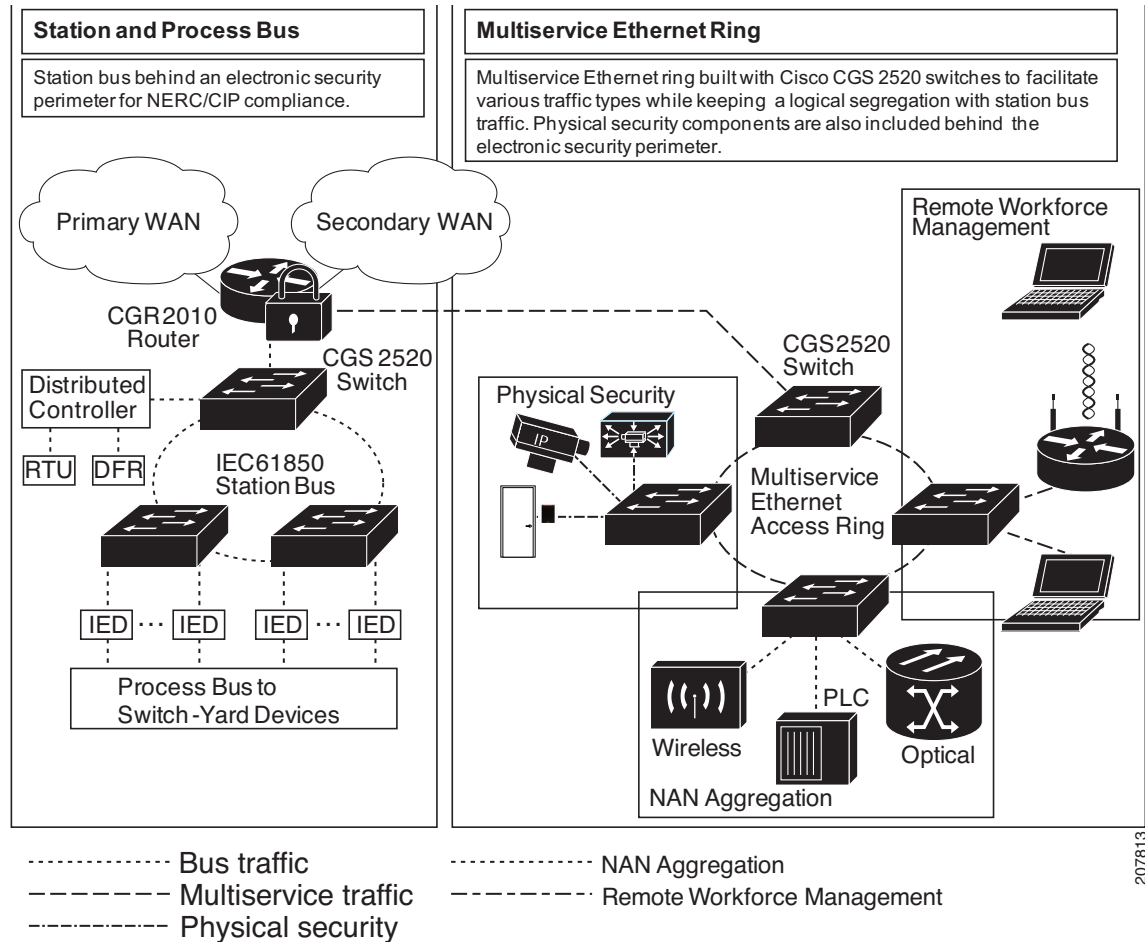 Station and Process Bus
Station bus behind an electronic security
perimeter for NERC/CIP compliance.
Multiservice Ethernet Ring
Multiservice Ethernet ring built with Cisco CGS 2520 switches to facilitate
various traffic types while keeping a logical segregation with station bus
traffic. Physical security components are also included behind the
electronic security perimeter.
Primary WAN
Secondary WAN
CGR 2010
Router
CGS 2520
Switch
Distributed
Controller
RTU
DFR
IEC61850
Station Bus
IED ... IED
IED ... IED
Process Bus to
Switch-Yard Devices
Remote Workforce
Management
CGS2520
Switch
Physical Security
IP
Multiservice
Ethernet
Access Ring
PLC
Wireless
Optical
NAN Aggregation
Bus traffic
Multiservice traffic
Physical security
NAN Aggregation
Remote Workforce Management
207813